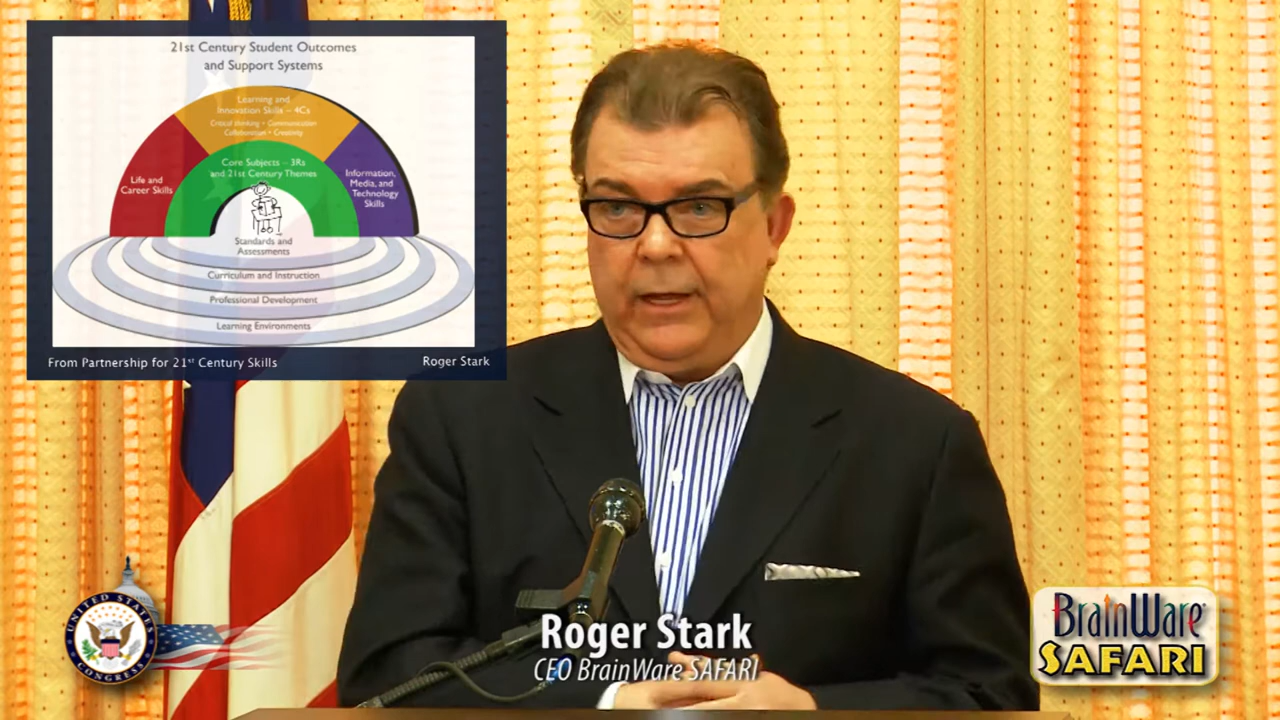 21st Century Student Outcomes
and Support Systems
Learning and
Innovation Skills – 4Cs
Critical thinking • Communication
Collaboration • Creativity
Core Subjects – 3Rs
and 21st Century Themes
Life and
Career Skills
Information,
Media, and
Technology
Skills
Standards and
Assessments
Curriculum and Instruction
Professional Development
Learning Environments
From Partnership for 21st Century Skills
Roger Stark
UNITED STATES
CONGRESS
Roger Stark
CEO BrainWare SAFARI
BrainWare
SAFARI